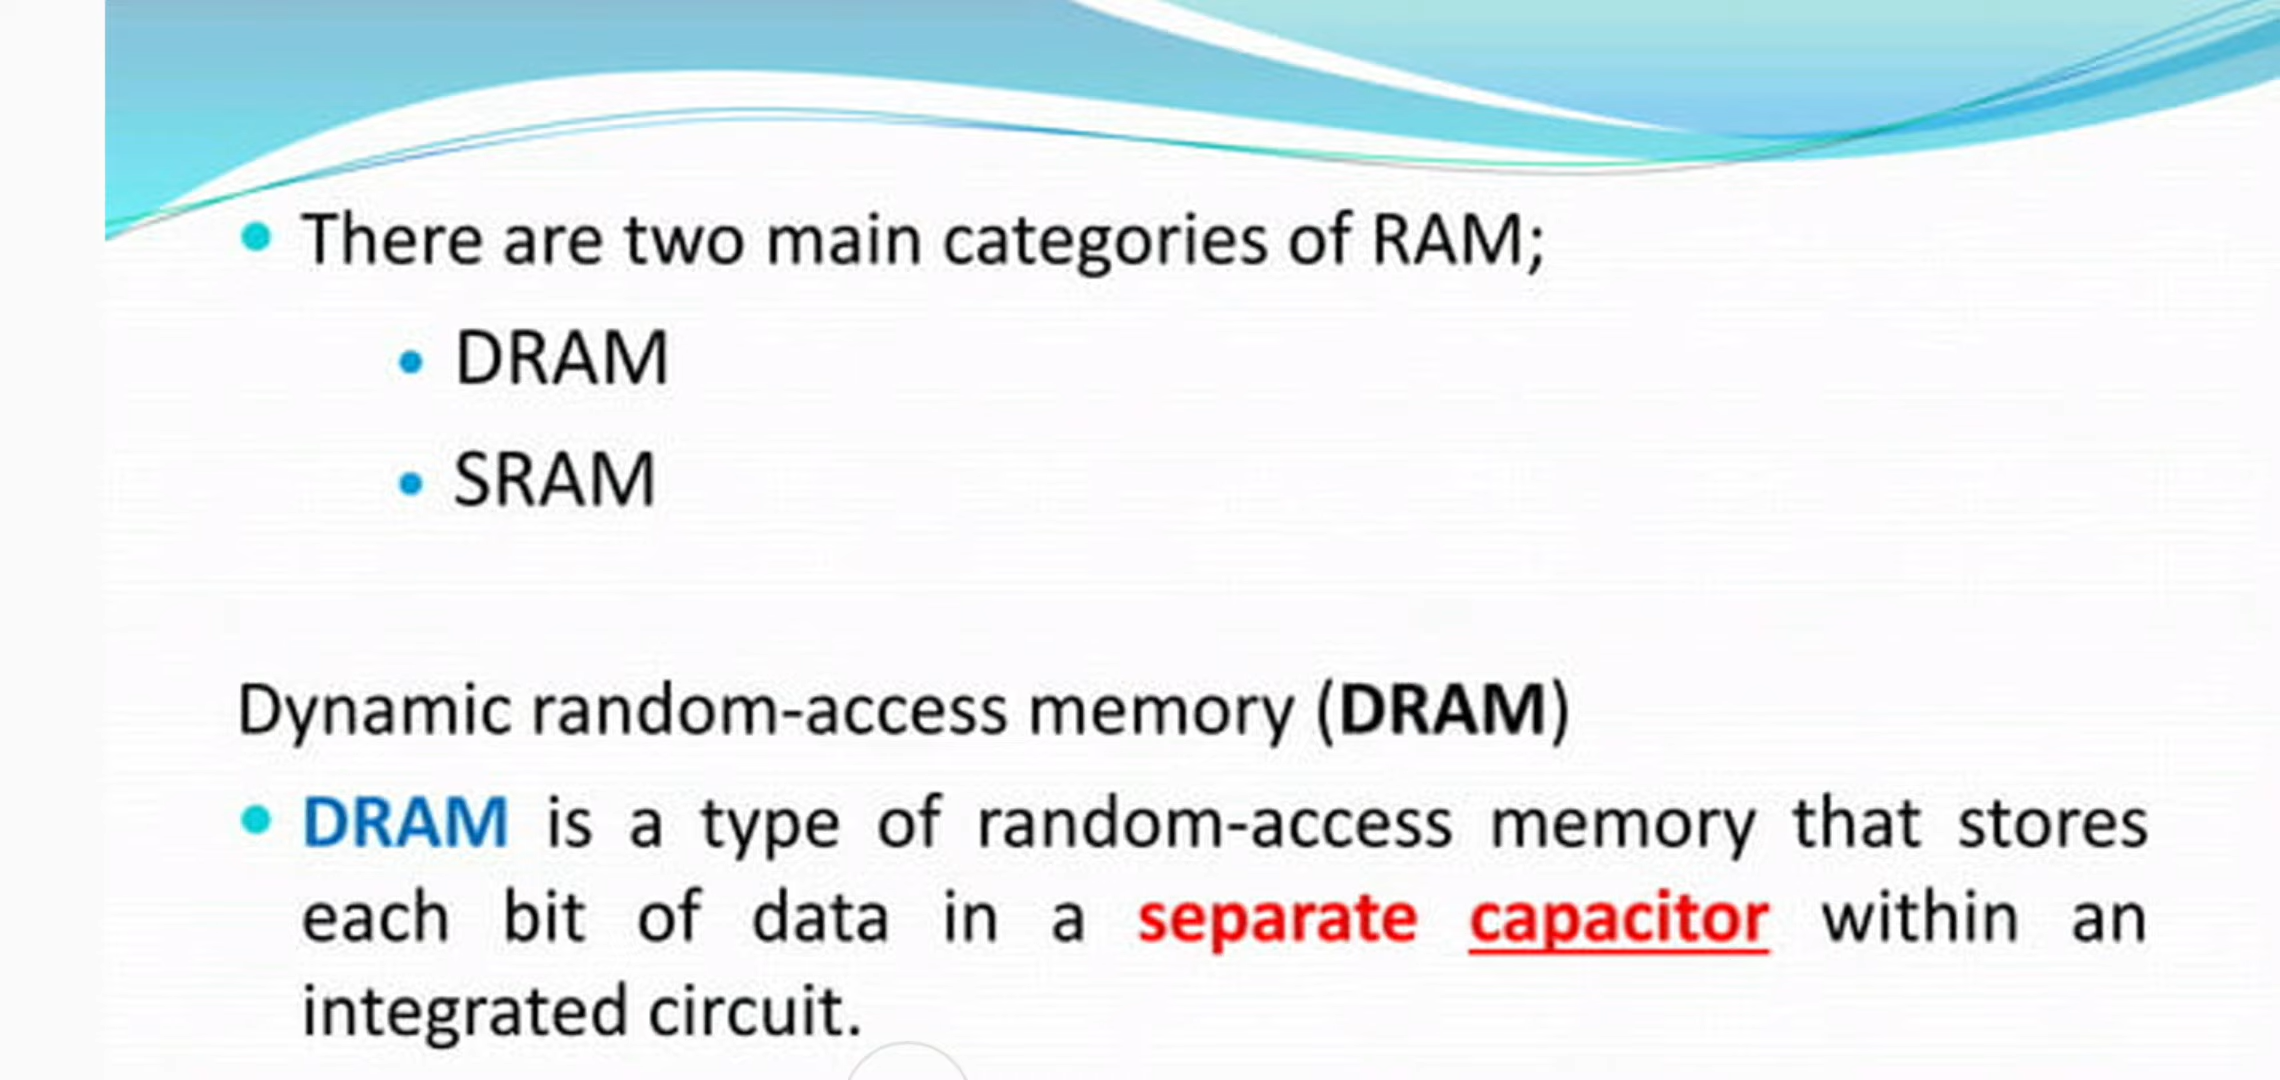 There are two main categories of RAM;
DRAM
SRAM
Dynamic random-access memory (DRAM)
DRAM is a type of random-access memory that stores
each bit of data in a separate capacitor within an
integrated circuit.